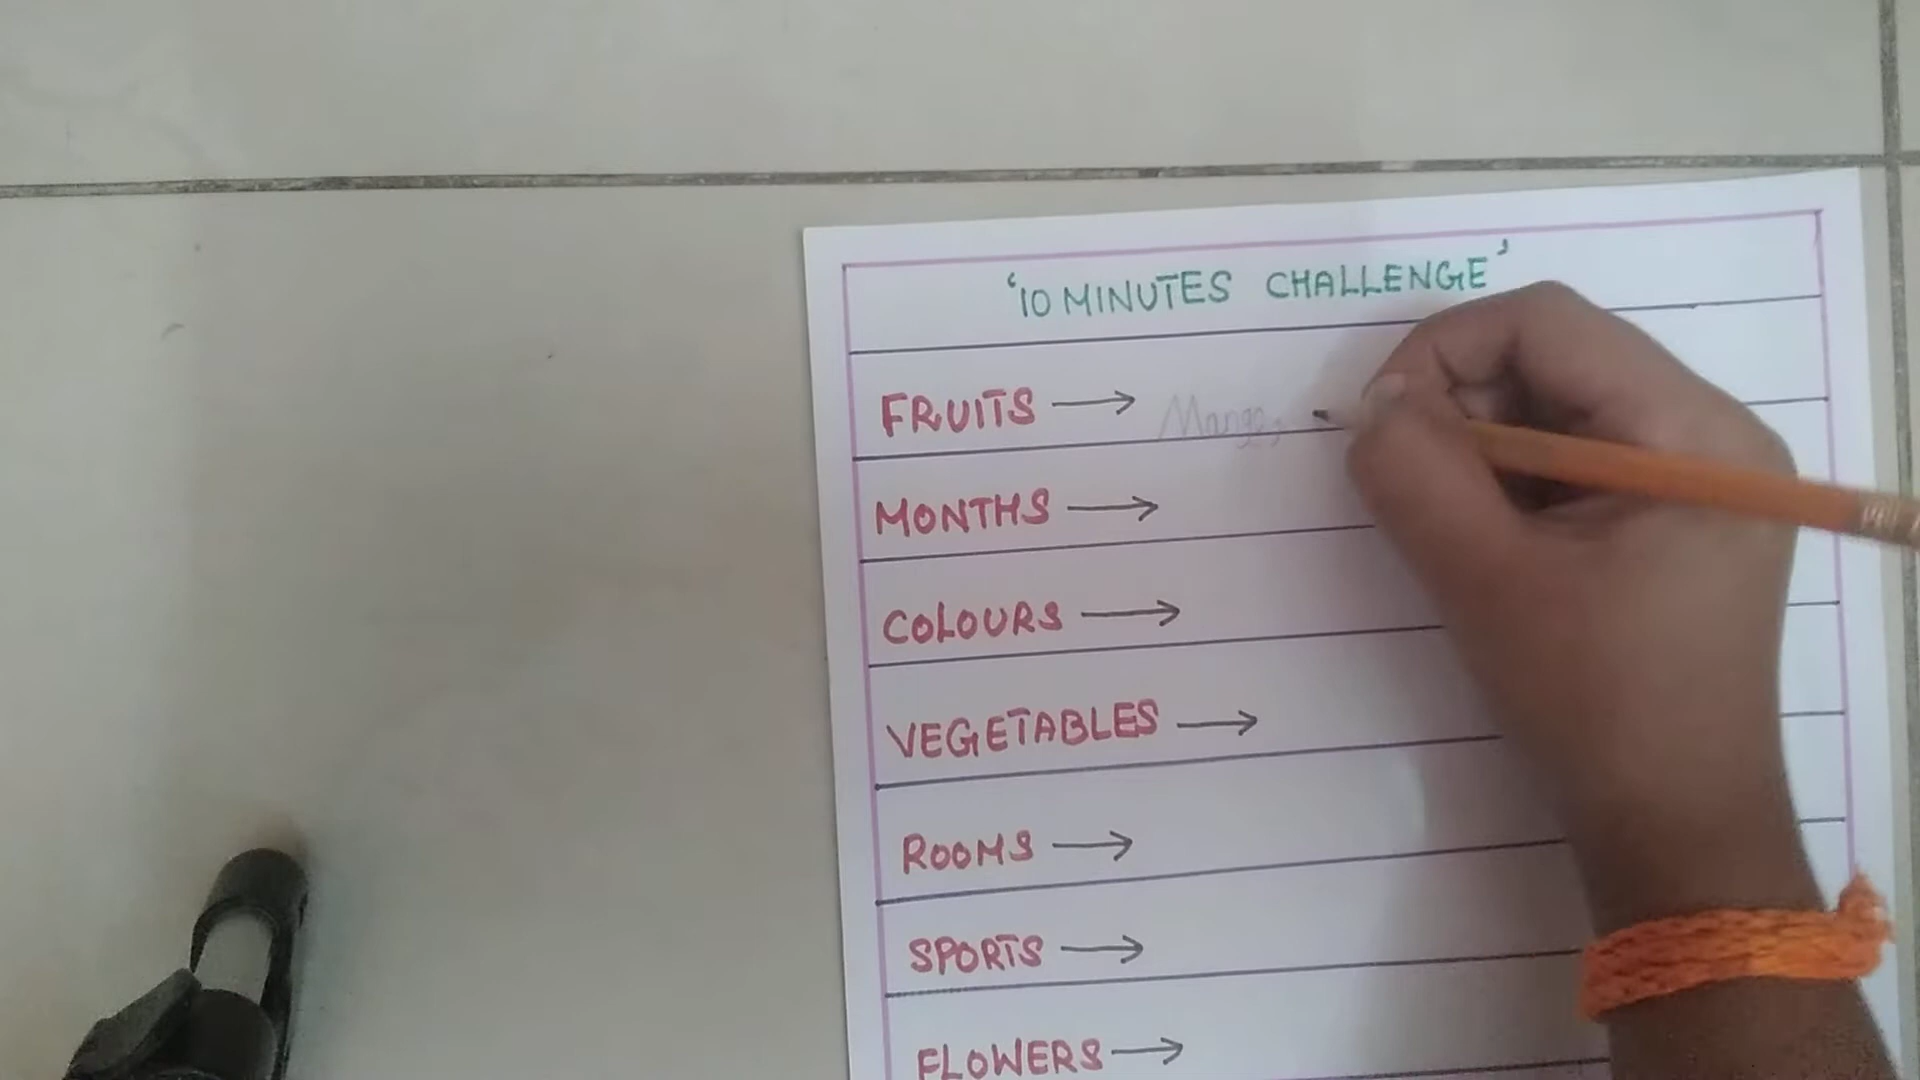 '10 MINUTES CHALLENGE'
FRUITS → Mango,
MONTHS →
COLOURS →
VEGETABLES →
ROOMS →
SPORTS →
FLOWERS →